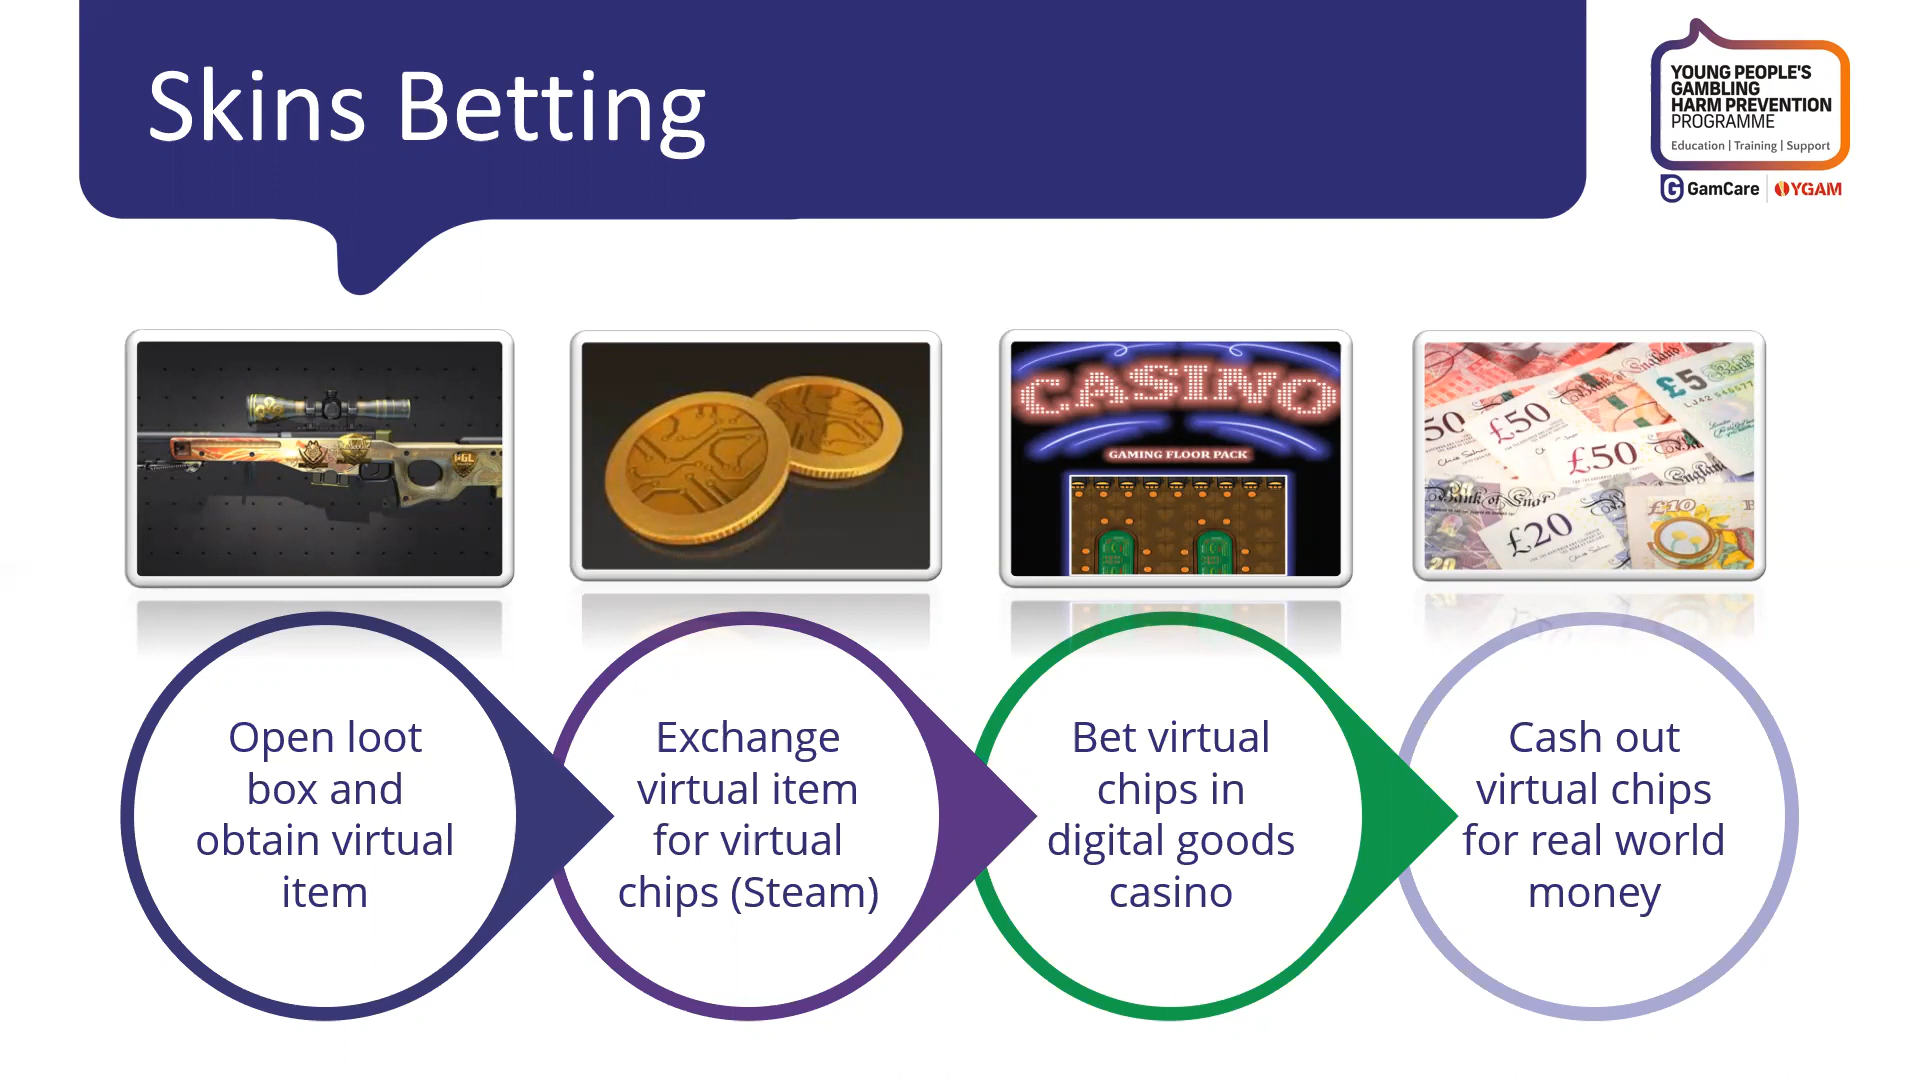 Skins Betting
YOUNG PEOPLE'S
GAMBLING
HARM PREVENTION
PROGRAMME
Education | Training | Support
GamCare
YGAM
CASINO
GAMING FLOOR PACK
50
£50
£50
£5
£20
£10
20
Open loot
box and
obtain virtual
item
Exchange
virtual item
for virtual
chips (Steam)
Bet virtual
chips in
digital goods
casino
Cash out
virtual chips
for real world
money